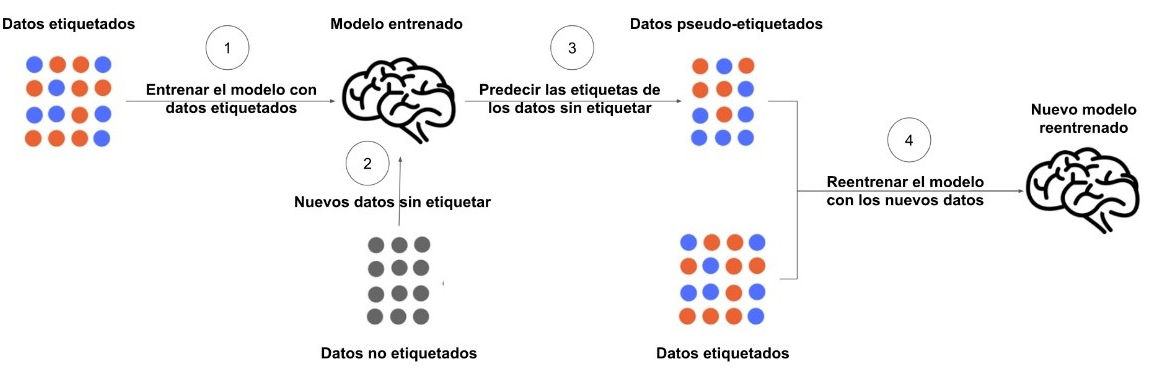 Datos etiquetados
1
Entrenar el modelo con
datos etiquetados
Modelo entrenado
2
Nuevos datos sin etiquetar
Datos no etiquetados
3
Predecir las etiquetas de
los datos sin etiquetar
Datos pseudo-etiquetados
Datos etiquetados
4
Reentrenar el modelo
con los nuevos datos
Nuevo modelo
reentrenado